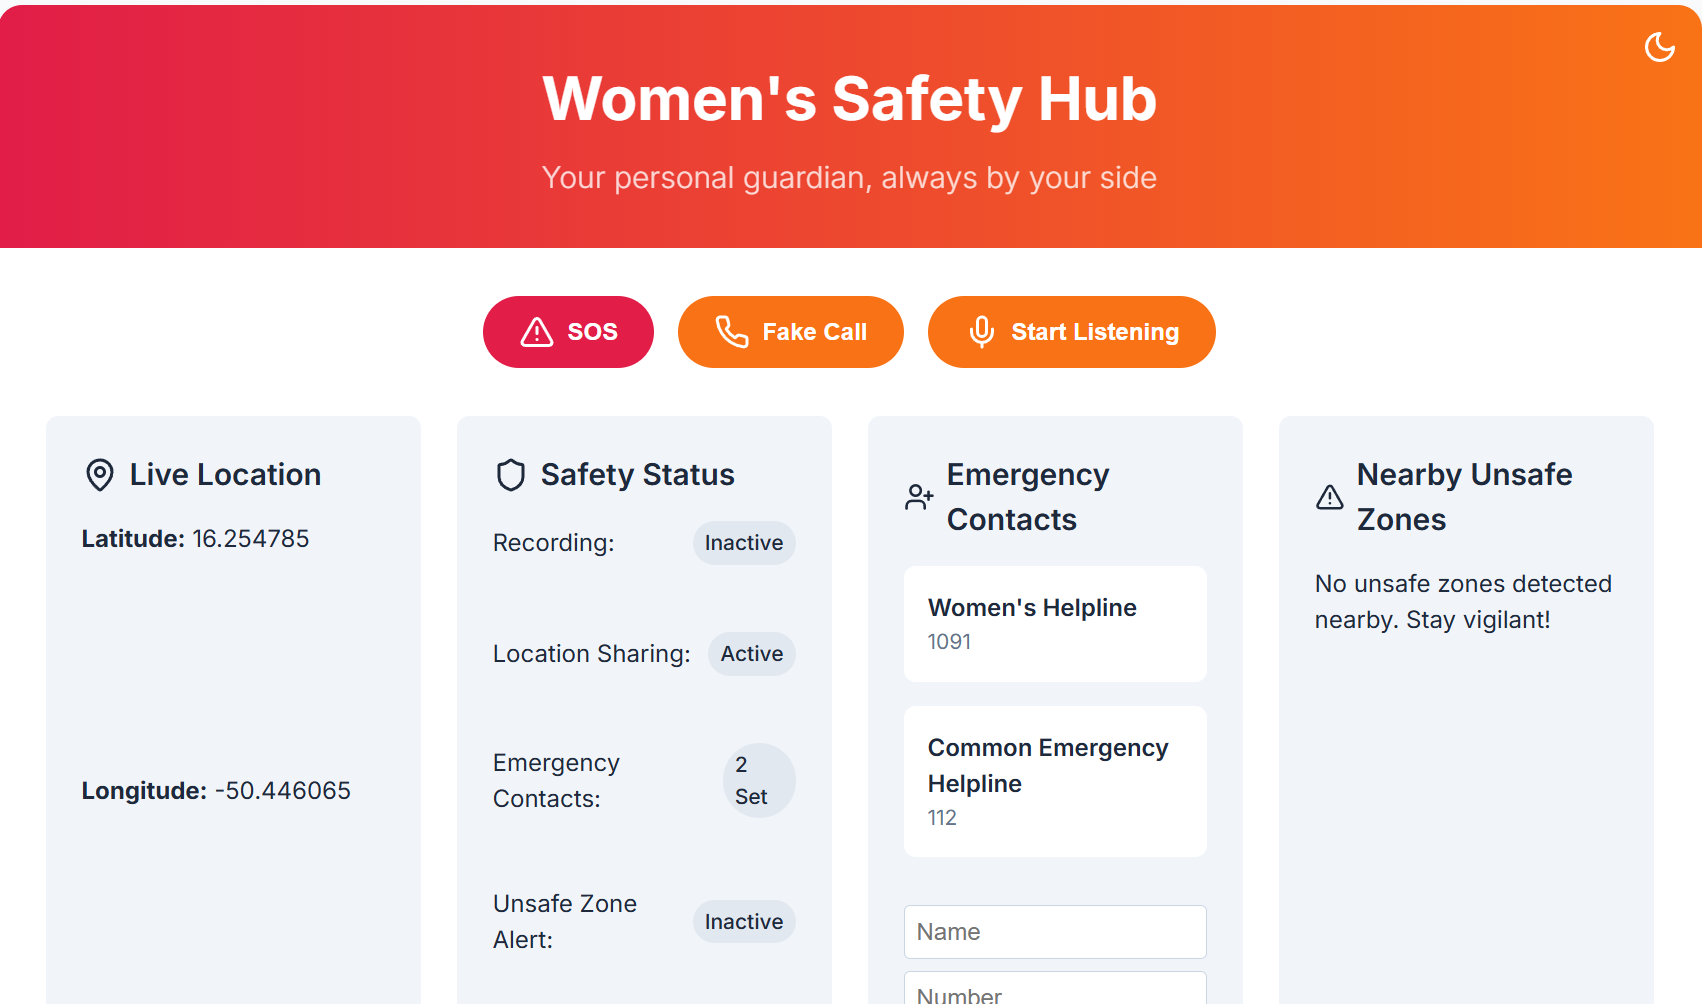 Women's Safety Hub
Your personal guardian, always by your side
SOS
Fake Call
Start Listening
Live Location
Latitude: 16.254785
Longitude: -50.446065
Safety Status
Recording: Inactive
Location Sharing: Active
Emergency
Contacts:
2
Set
Unsafe Zone
Alert:
Inactive
Emergency
Contacts
Women's Helpline
1091
Common Emergency
Helpline
112
Name
Number
Nearby Unsafe
Zones
No unsafe zones detected
nearby. Stay vigilant!